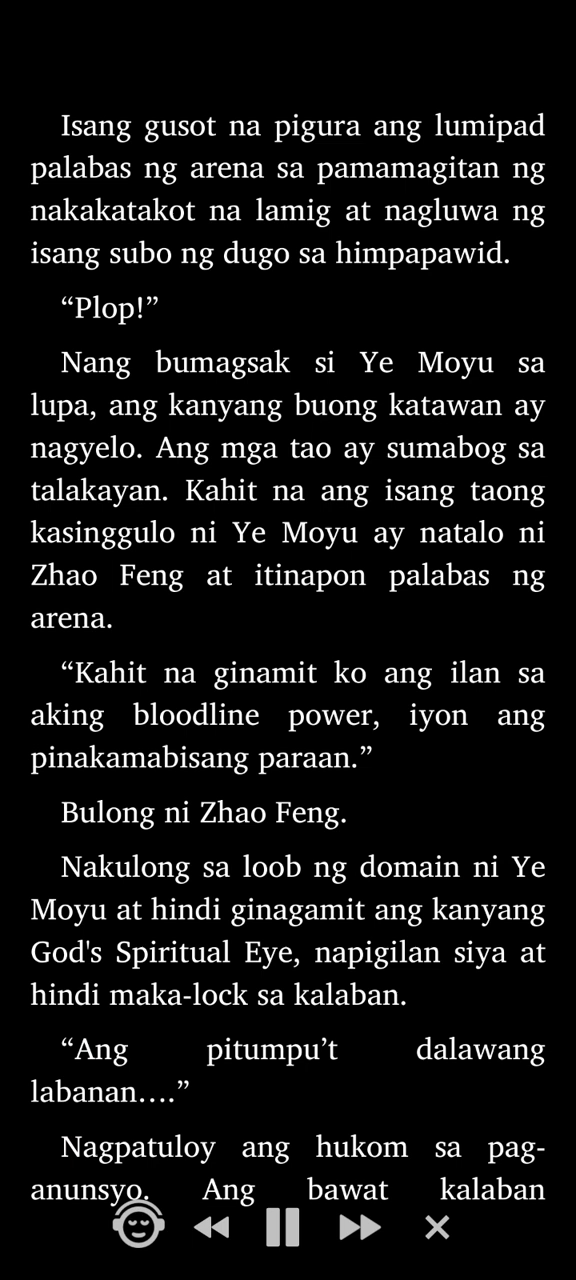 Isang gusot na pigura ang lumipad
palabas ng arena sa pamamagitan ng
nakakatakot na lamig at nagluwa ng
isang subo ng dugo sa himpapawid.
“Plop!”
Nang bumagsak si Ye Moyu sa
lupa, ang kanyang buong katawan ay
nagyelo. Ang mga tao ay sumabog sa
talakayan. Kahit na ang isang taong
kasinggulo ni Ye Moyu ay natalo ni
Zhao Feng at itinapon palabas ng
arena.
“Kahit na ginamit ko ang ilan sa
aking bloodline power, iyon ang
pinakamabisang paraan.”
Bulong ni Zhao Feng.
Nakulong sa loob ng domain ni Ye
Moyu at hindi ginagamit ang kanyang
God's Spiritual Eye, napigilan siya at
hindi maka-lock sa kalaban.
“Ang pitumpu’t dalawang
labanan….”
Nagpatuloy ang hukom sa pag-
anunsyo. Ang bawat kalaban